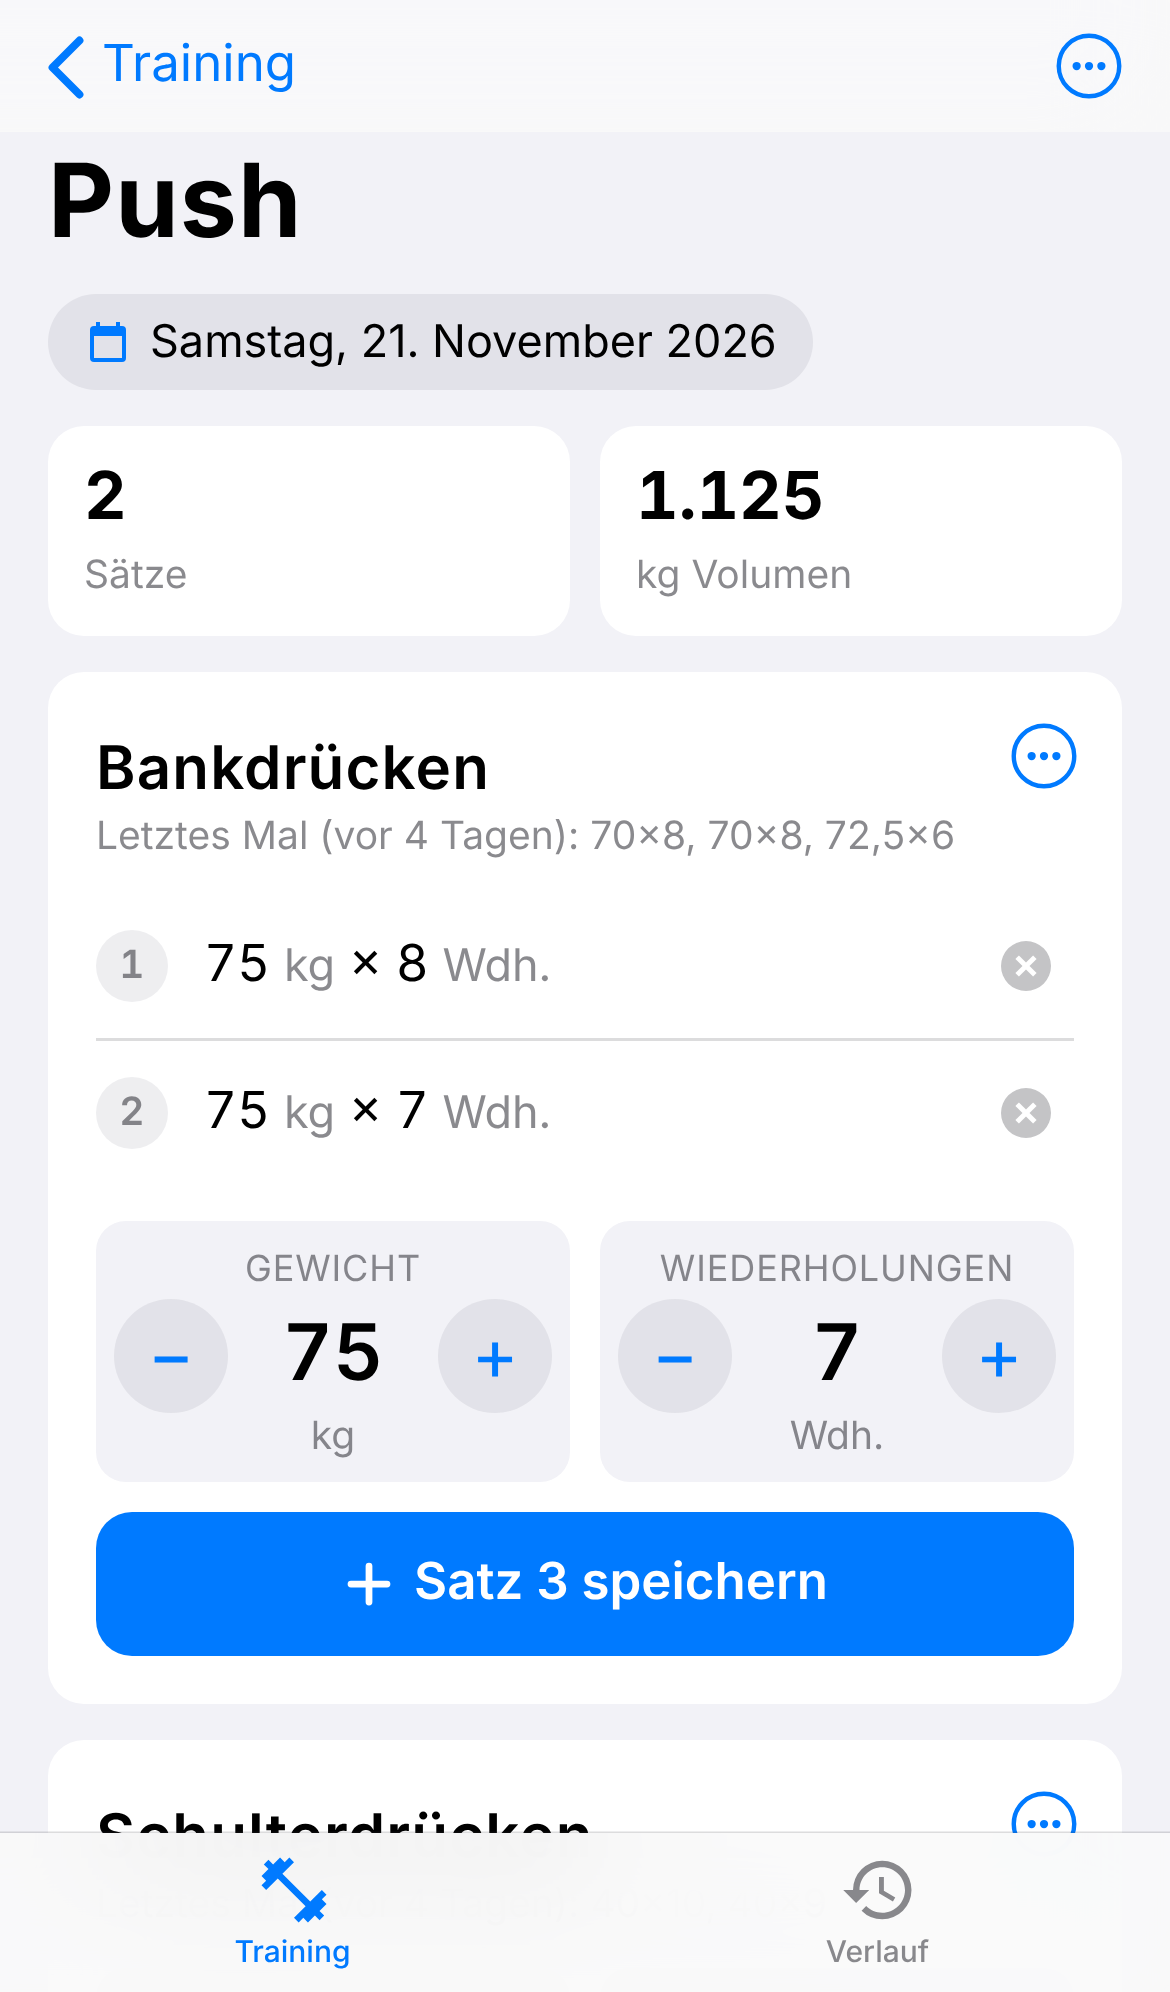 Training
Push
Samstag, 21. November 2026
2
Sätze
1.125
kg Volumen
Bankdrücken
Letztes Mal (vor 4 Tagen): 70×8, 70×8, 72,5×6
1 75 kg × 8 Wdh.
2 75 kg × 7 Wdh.
GEWICHT
− 75 +
kg
WIEDERHOLUNGEN
− 7 +
Wdh.
+ Satz 3 speichern
Schulterdrücken
Training
Verlauf